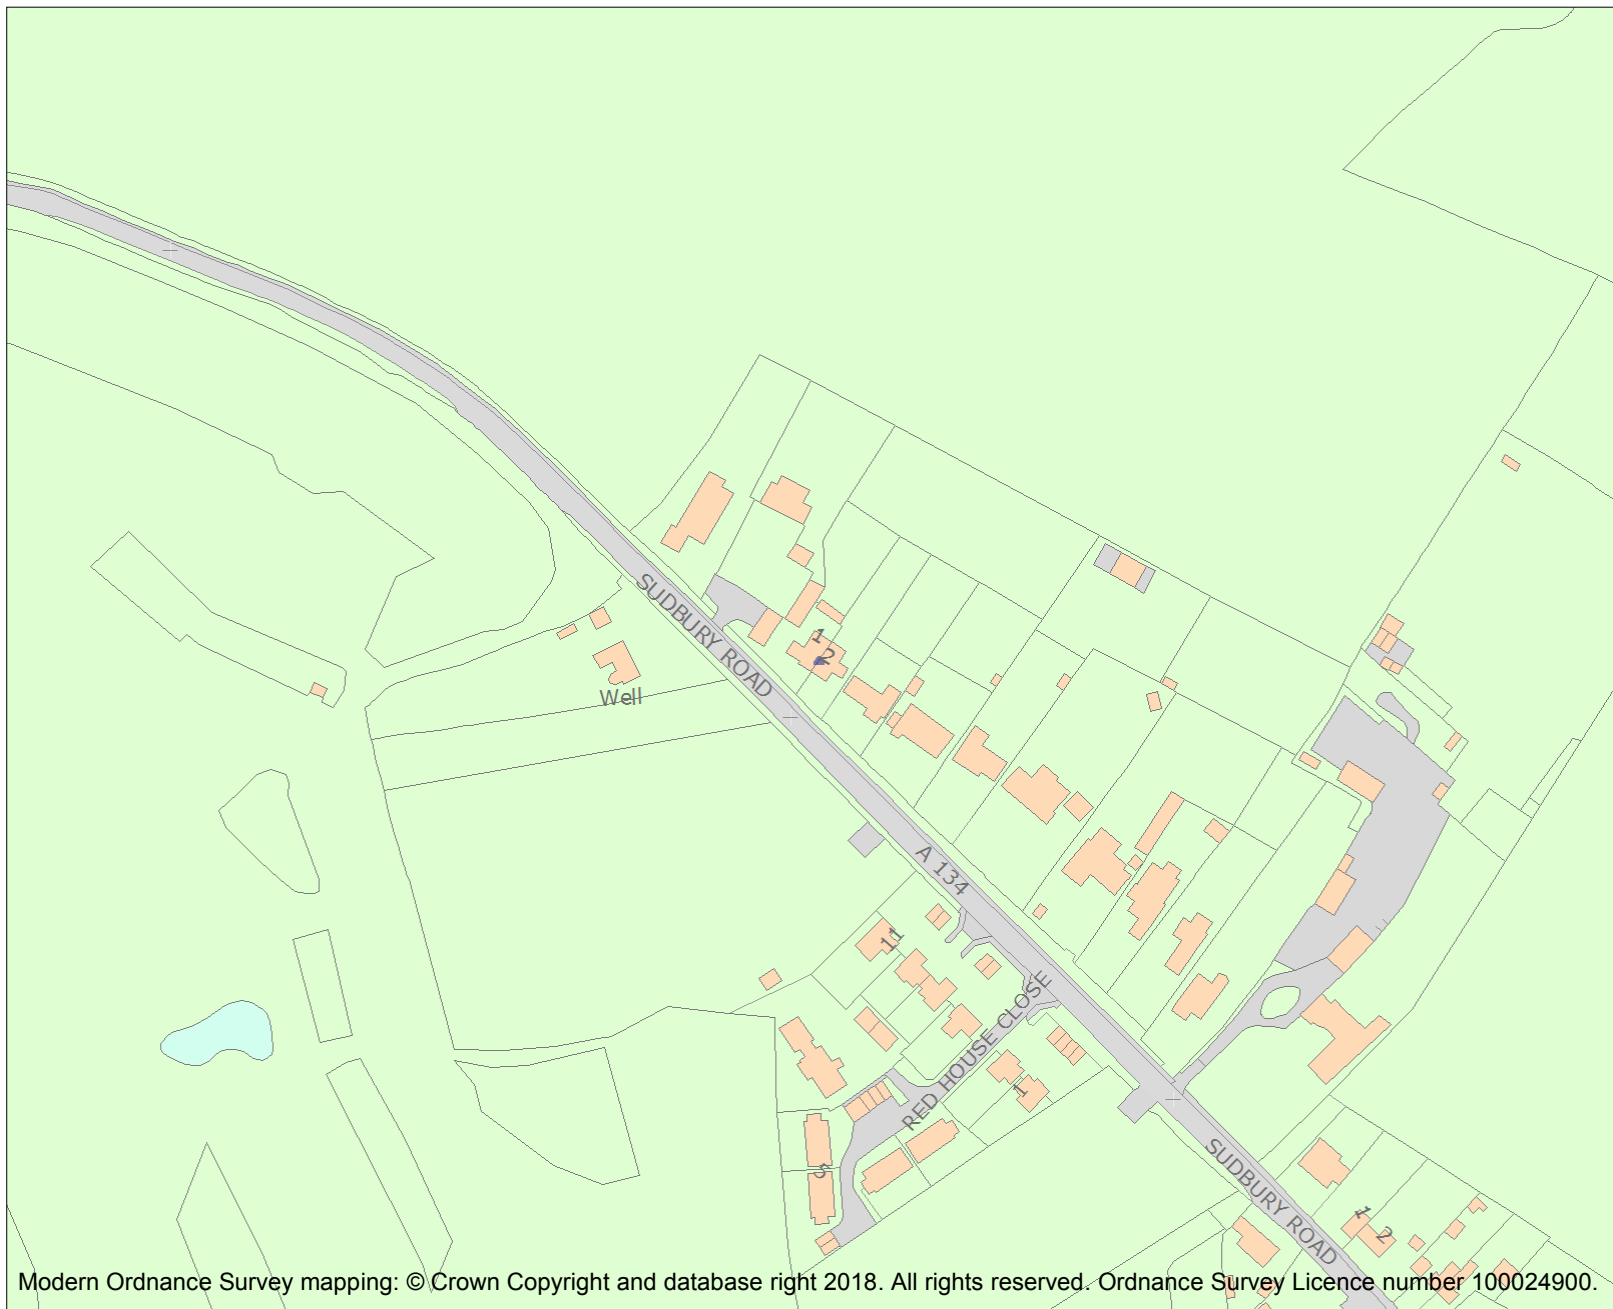 SUDBURY ROAD
1
2
Well
A 134
11
RED HOUSE CLOSE
1
5
SUDBURY ROAD
1
2
Modern Ordnance Survey mapping: © Crown Copyright and database right 2018. All rights reserved. Ordnance Survey Licence number 100024900.